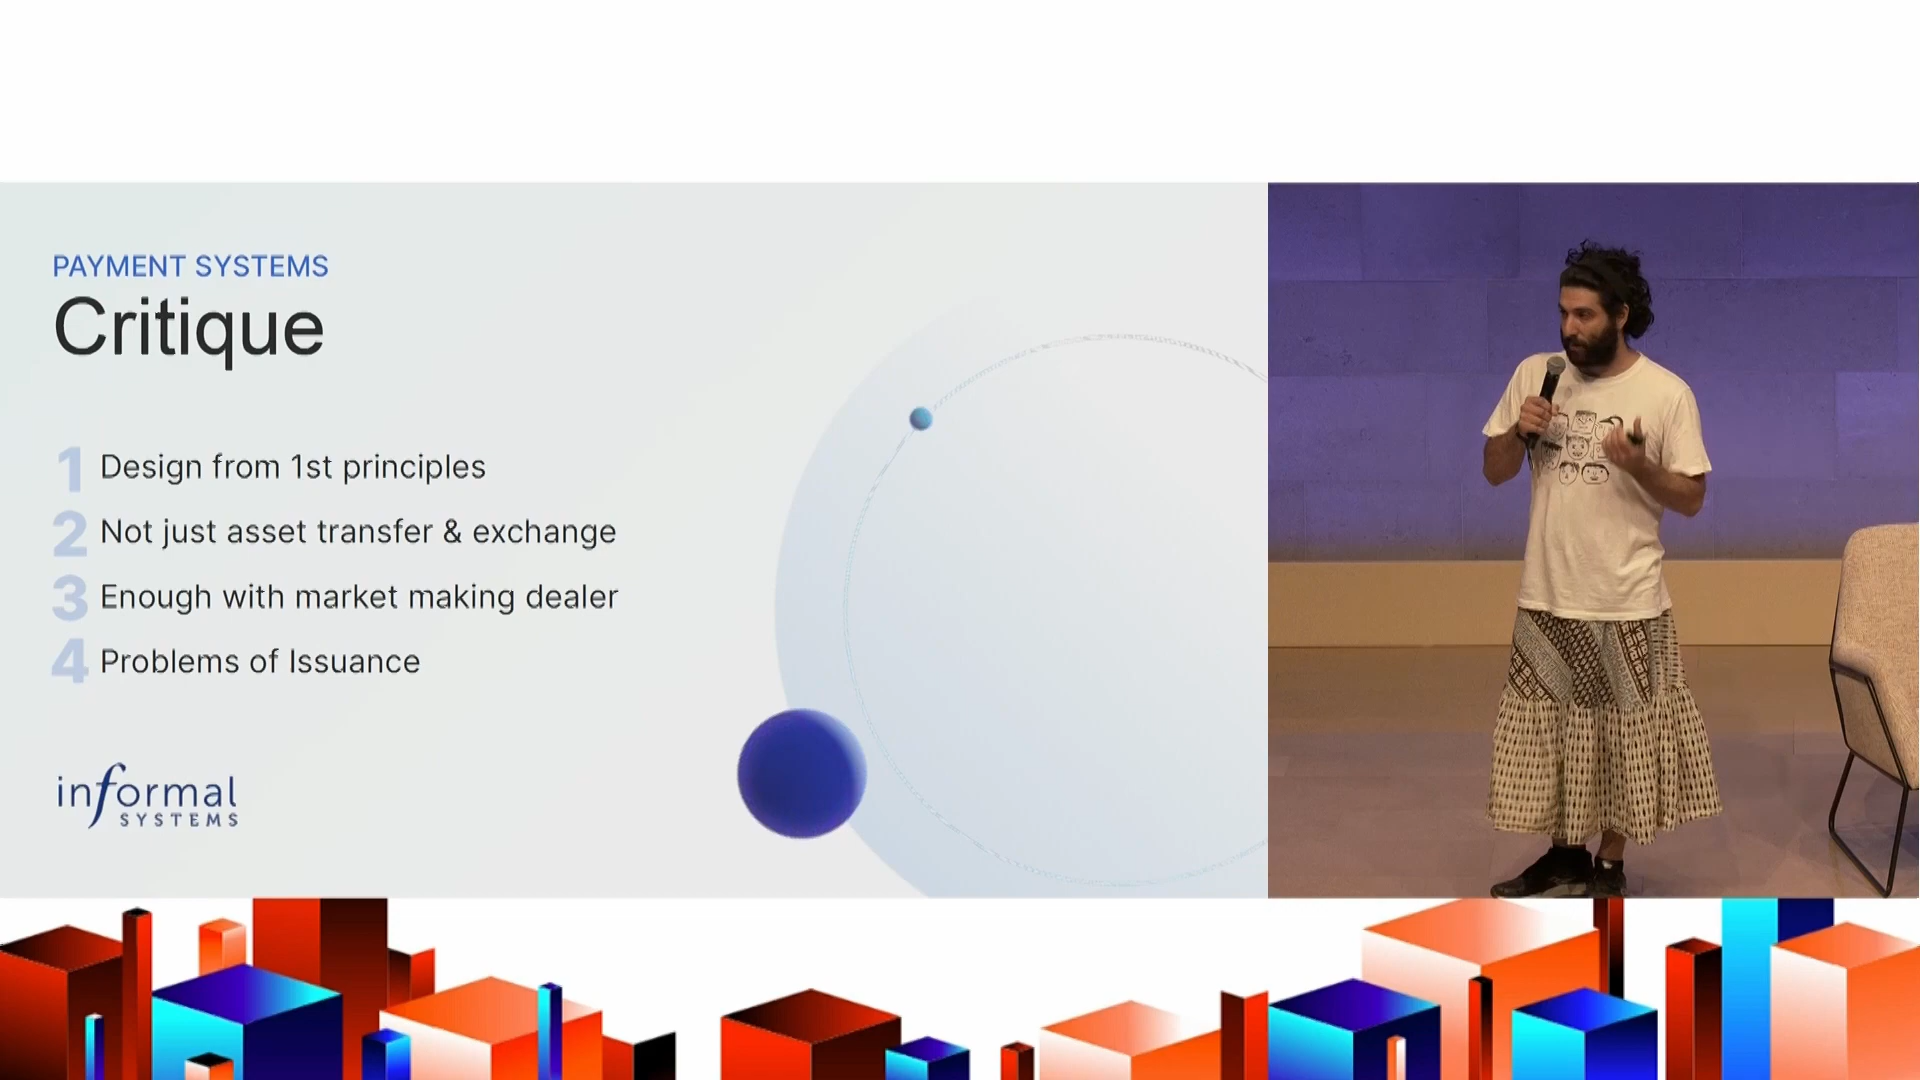 PAYMENT SYSTEMS
Critique
1 Design from 1st principles
2 Not just asset transfer & exchange
3 Enough with market making dealer
4 Problems of Issuance
informal
SYSTEMS